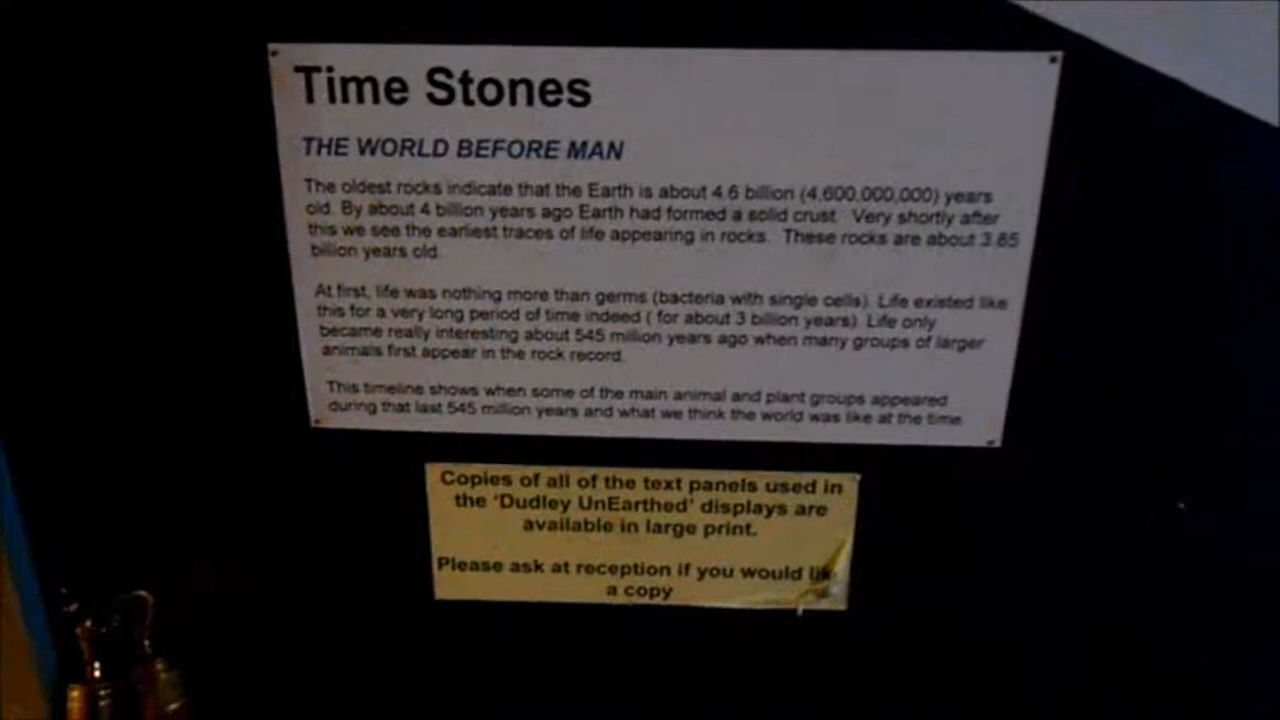 Time Stones
THE WORLD BEFORE MAN
The oldest rocks indicate that the Earth is about 4.6 billion (4,600,000,000) years
old. By about 4 billion years ago Earth had formed a solid crust. Very shortly after
this we see the earliest traces of life appearing in rocks. These rocks are about 3.85
billion years old.
At first, life was nothing more than germs (bacteria with single cells). Life existed like
this for a very long period of time indeed ( for about 3 billion years). Life only
became really interesting about 545 million years ago when many groups of larger
animals first appear in the rock record.
This timeline shows when some of the main animal and plant groups appeared
during that last 545 million years and what we think the world was like at the time.
Copies of all of the text panels used in
the ‘Dudley UnEarthed’ displays are
available in large print.
Please ask at reception if you would like
a copy